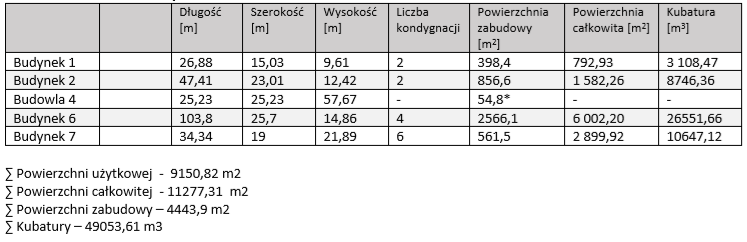 Długość [m] Szerokość [m] Wysokość [m] Liczba kondygnacji Powierzchnia zabudowy [m2] Powierzchnia całkowita [m2] Kubatura [m3]
Budynek 1 26,88 15,03 9,61 2 398,4 792,93 3 108,47
Budynek 2 47,41 23,01 12,42 2 856,6 1 582,26 8746,36
Budowla 4 25,23 25,23 57,67 - 54,8* - -
Budynek 6 103,8 25,7 14,86 4 2566,1 6 002,20 26551,66
Budynek 7 34,34 19 21,89 6 561,5 2 899,92 10647,12
∑ Powierzchni użytkowej - 9150,82 m2
∑ Powierzchni całkowitej - 11277,31 m2
∑ Powierzchni zabudowy – 4443,9 m2
∑ Kubatury – 49053,61 m3